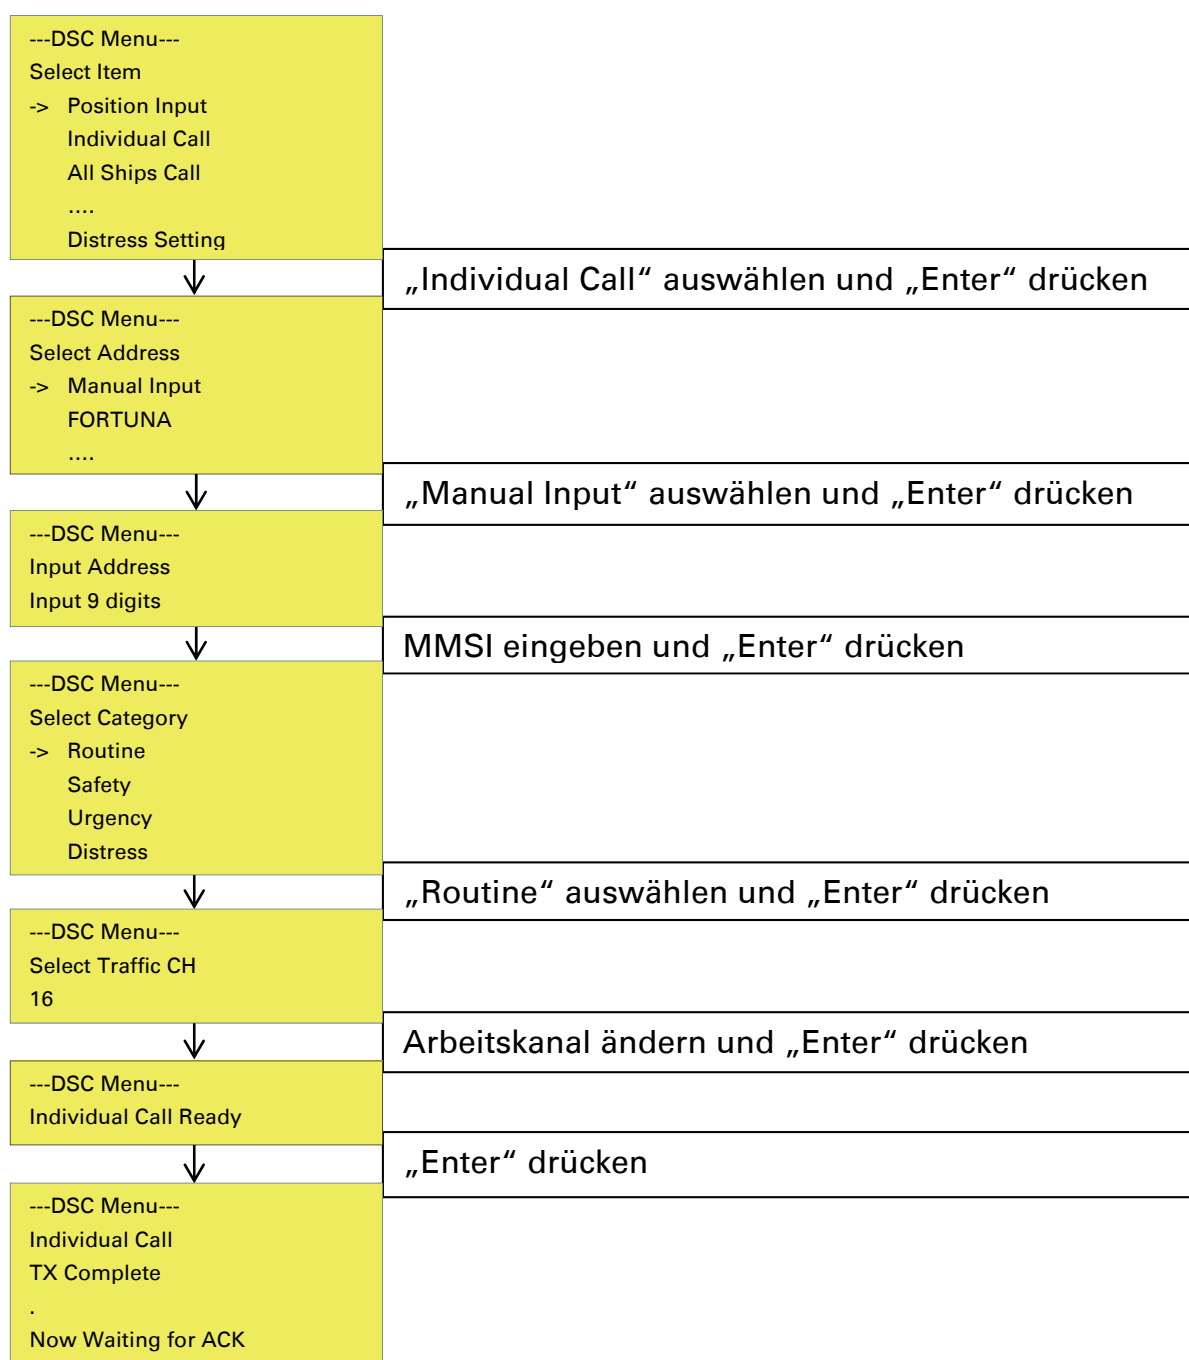 ---DSC Menu---
Select Item
-> Position Input
Individual Call
All Ships Call
....
Distress Setting
„Individual Call“ auswählen und „Enter“ drücken
---DSC Menu---
Select Address
-> Manual Input
FORTUNA
....
„Manual Input“ auswählen und „Enter“ drücken
---DSC Menu---
Input Address
Input 9 digits
MMSI eingeben und „Enter“ drücken
---DSC Menu---
Select Category
-> Routine
Safety
Urgency
Distress
„Routine“ auswählen und „Enter“ drücken
---DSC Menu---
Select Traffic CH
16
Arbeitskanal ändern und „Enter“ drücken
---DSC Menu---
Individual Call Ready
„Enter“ drücken
---DSC Menu---
Individual Call
TX Complete
.
Now Waiting for ACK